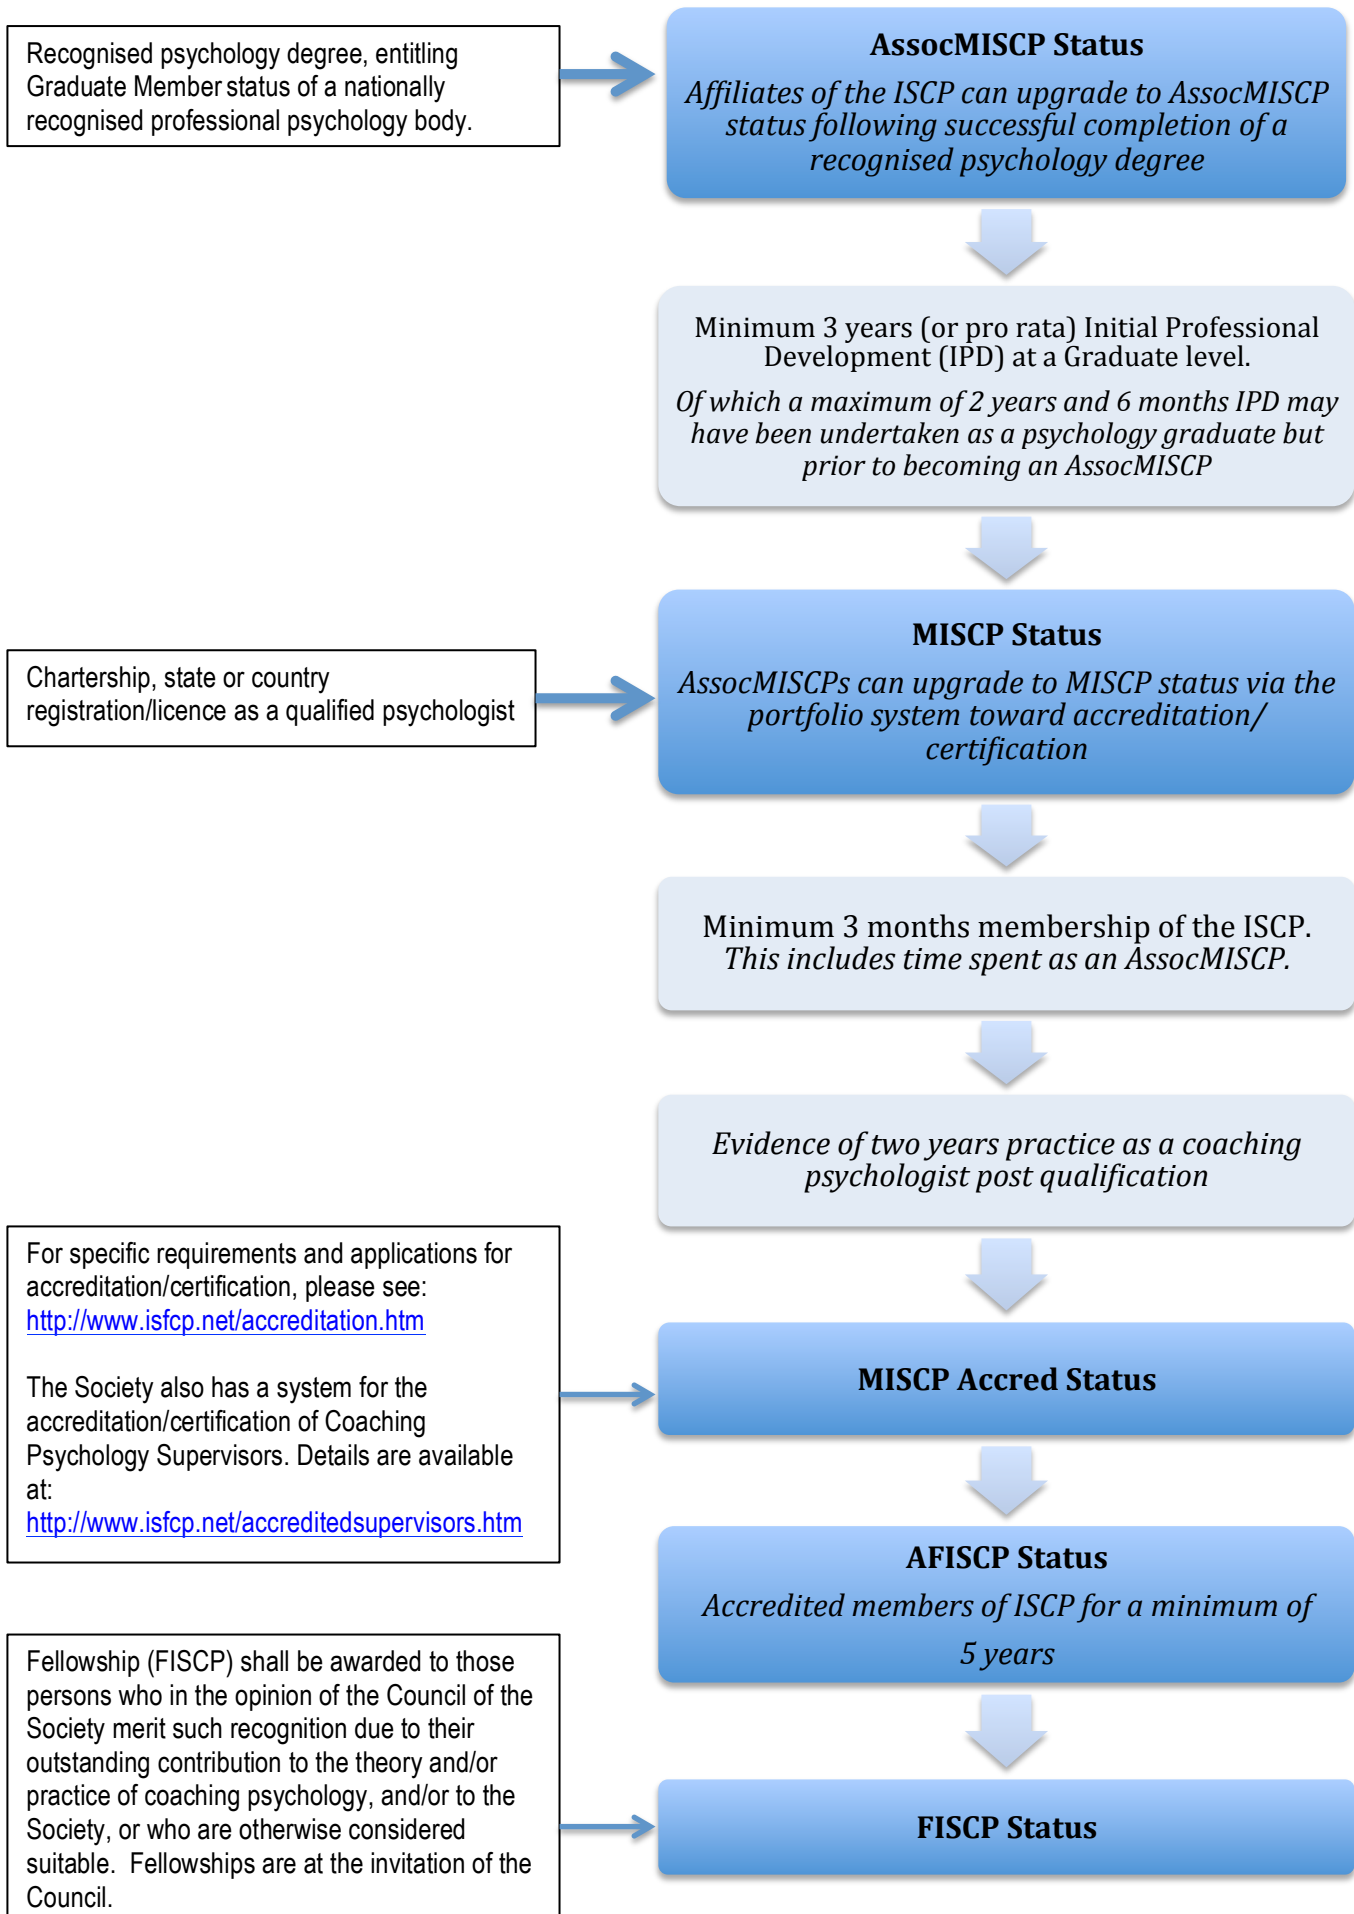 Recognised psychology degree, entitling
Graduate Member status of a nationally
recognised professional psychology body.
AssocMISCP Status
Affiliates of the ISCP can upgrade to AssocMISCP
status following successful completion of a
recognised psychology degree
Minimum 3 years (or pro rata) Initial Professional
Development (IPD) at a Graduate level.
Of which a maximum of 2 years and 6 months IPD may
have been undertaken as a psychology graduate but
prior to becoming an AssocMISCP
Chartership, state or country
registration/licence as a qualified psychologist
MISCP Status
AssocMISCPs can upgrade to MISCP status via the
portfolio system toward accreditation/
certification
Minimum 3 months membership of the ISCP.
This includes time spent as an AssocMISCP.
Evidence of two years practice as a coaching
psychologist post qualification
For specific requirements and applications for
accreditation/certification, please see:
http://www.isfcp.net/accreditation.htm
The Society also has a system for the
accreditation/certification of Coaching
Psychology Supervisors. Details are available
at:
http://www.isfcp.net/accreditedsupervisors.htm
MISCP Accred Status
AFISCP Status
Accredited members of ISCP for a minimum of
5 years
Fellowship (FISCP) shall be awarded to those
persons who in the opinion of the Council of the
Society merit such recognition due to their
outstanding contribution to the theory and/or
practice of coaching psychology, and/or to the
Society, or who are otherwise considered
suitable.  Fellowships are at the invitation of the
Council.
FISCP Status